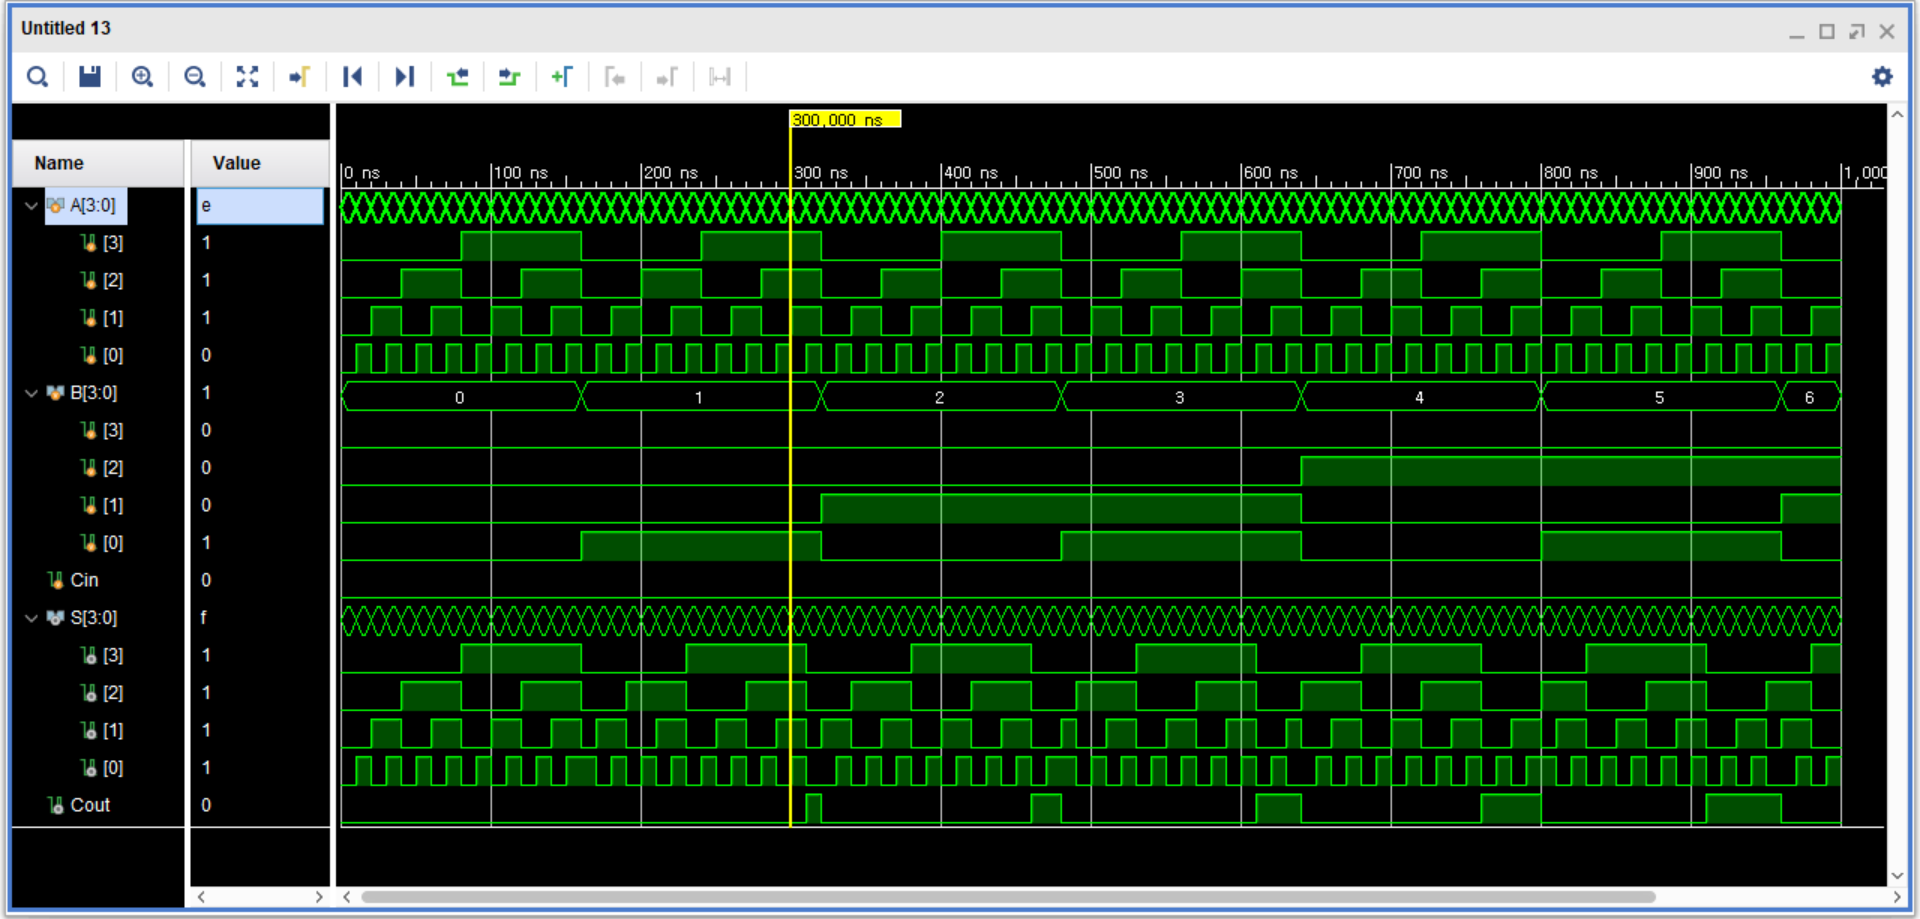 Untitled 13
300,000 ns
Name Value
0 ns 100 ns 200 ns 300 ns 400 ns 500 ns 600 ns 700 ns 800 ns 900 ns 1,000
A[3:0] e
[3] 1
[2] 1
[1] 1
[0] 0
B[3:0] 1 0 1 2 3 4 5 6
[3] 0
[2] 0
[1] 0
[0] 1
Cin 0
S[3:0] f
[3] 1
[2] 1
[1] 1
[0] 1
Cout 0